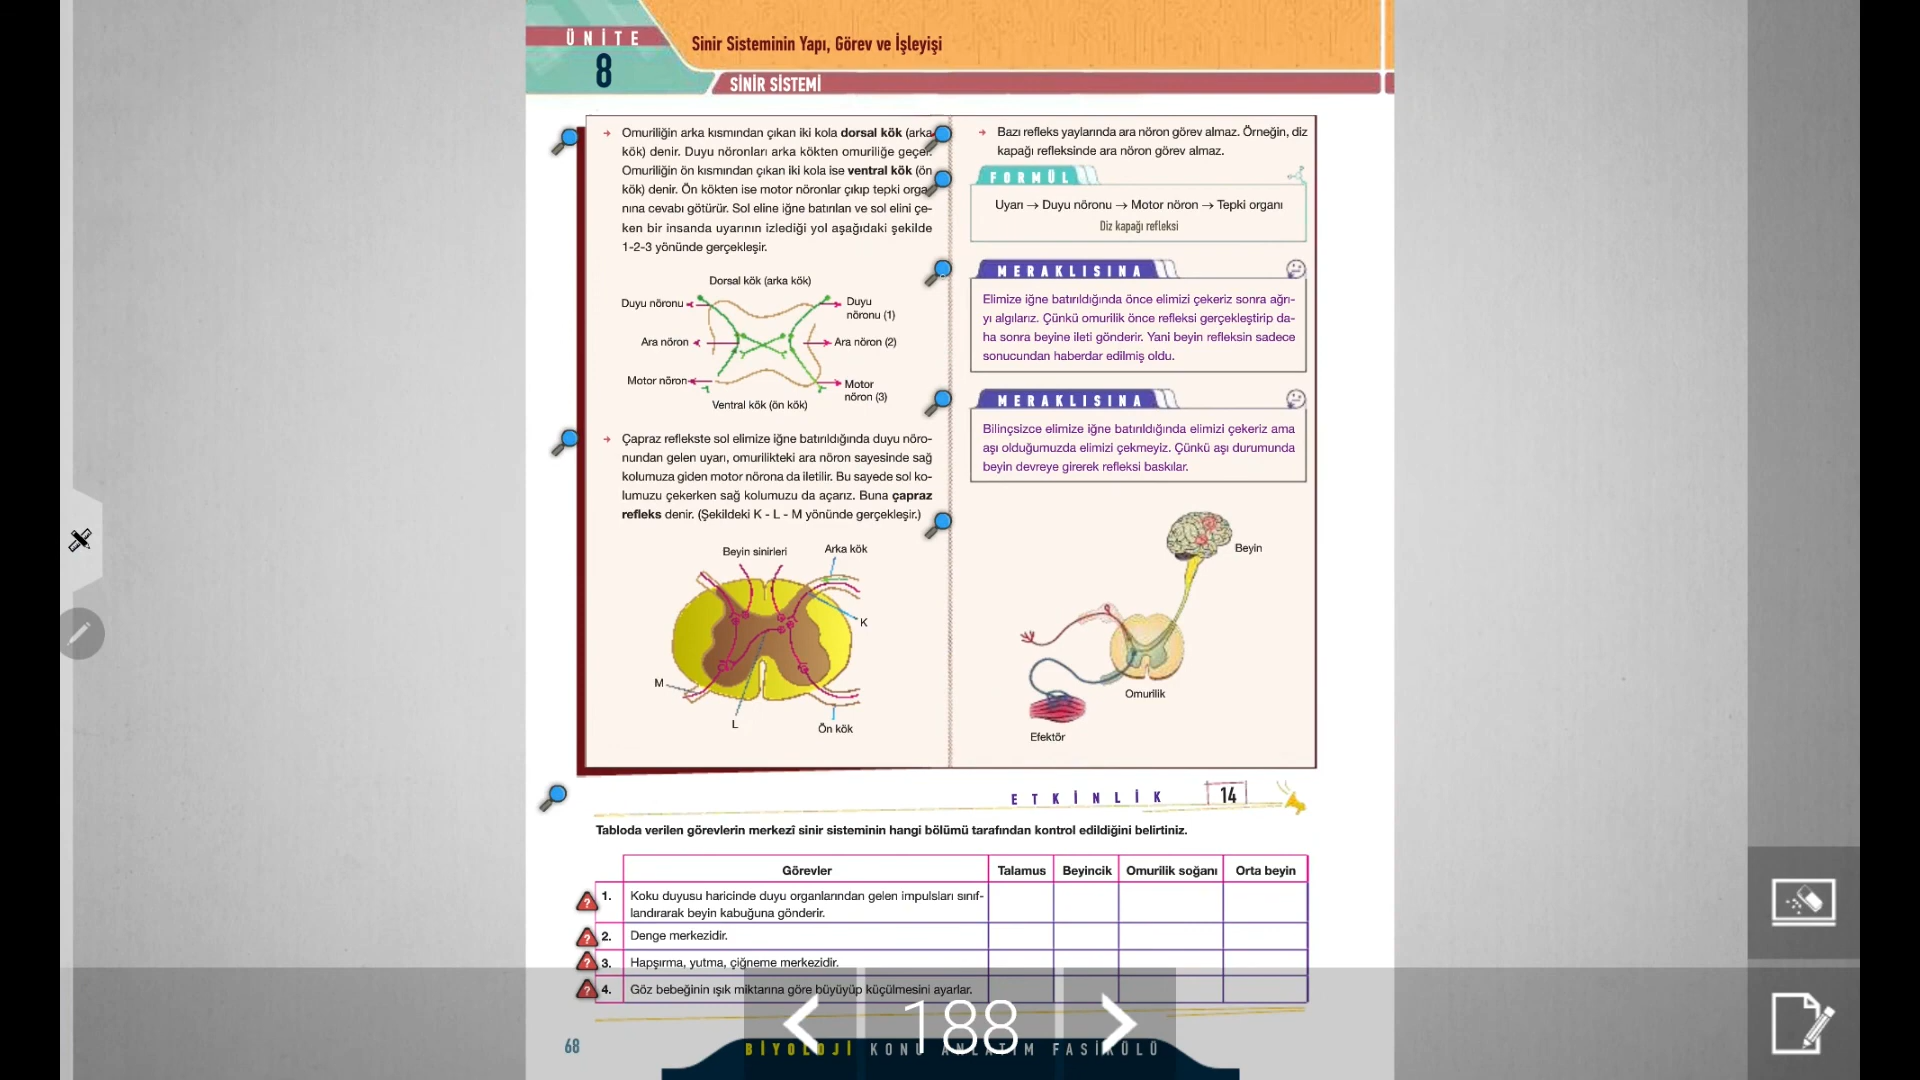 ÜNİTE
8
Sinir Sisteminin Yapı, Görev ve İşleyişi
SİNİR SİSTEMİ
Omuriliğin arka kısmından çıkan iki kola dorsal kök (arka
kök) denir. Duyu nöronları arka kökten omuriliğe geçer.
Omuriliğin ön kısmından çıkan iki kola ise ventral kök (ön
kök) denir. Ön kökten ise motor nöronlar çıkıp tepki orga-
nına cevabı götürür. Sol eline iğne batırılan ve sol elini çe-
ken bir insanda uyarının izlediği yol aşağıdaki şekilde
1-2-3 yönünde gerçekleşir.
Dorsal kök (arka kök)
Duyu nöronu
Duyu
nöronu (1)
Ara nöron
Ara nöron (2)
Motor nöron
Motor
nöron (3)
Ventral kök (ön kök)
Çapraz reflekste sol elimize iğne batırıldığında duyu nöro-
nundan gelen uyarı, omurilikteki ara nöron sayesinde sağ
kolumuza giden motor nörona da iletilir. Bu sayede sol ko-
lumuzu çekerken sağ kolumuzu da açarız. Buna çapraz
refleks denir. (Şekildeki K - L - M yönünde gerçekleşir.)
Beyin sinirleri
Arka kök
K
M
L
Ön kök
Bazı refleks yaylarında ara nöron görev almaz. Örneğin, diz
kapağı refleksinde ara nöron görev almaz.
FORMÜL
Uyarı → Duyu nöronu → Motor nöron → Tepki organı
Diz kapağı refleksi
MERAKLISINA
Elimize iğne batırıldığında önce elimizi çekeriz sonra ağrı-
yı algılarız. Çünkü omurilik önce refleksi gerçekleştirip da-
ha sonra beyine ileti gönderir. Yani beyin refleksin sadece
sonucundan haberdar edilmiş oldu.
MERAKLISINA
Bilinçsizce elimize iğne batırıldığında elimizi çekeriz ama
aşı olduğumuzda elimizi çekmeyiz. Çünkü aşı durumunda
beyin devreye girerek refleksi baskılar.
Beyin
Omurilik
Efektör
ETKİNLİK 14
Tabloda verilen görevlerin merkezî sinir sisteminin hangi bölümü tarafından kontrol edildiğini belirtiniz.
Görevler Talamus Beyincik Omurilik soğanı Orta beyin
1. Koku duyusu haricinde duyu organlarından gelen impulsları sınıf-
landırarak beyin kabuğuna gönderir.
2. Denge merkezidir.
3. Hapşırma, yutma, çiğneme merkezidir.
4. Göz bebeğinin ışık miktarına göre büyüyüp küçülmesini ayarlar.
188
68
BİYOLOJİ KONU ANLATIM FASİKÜLÜ